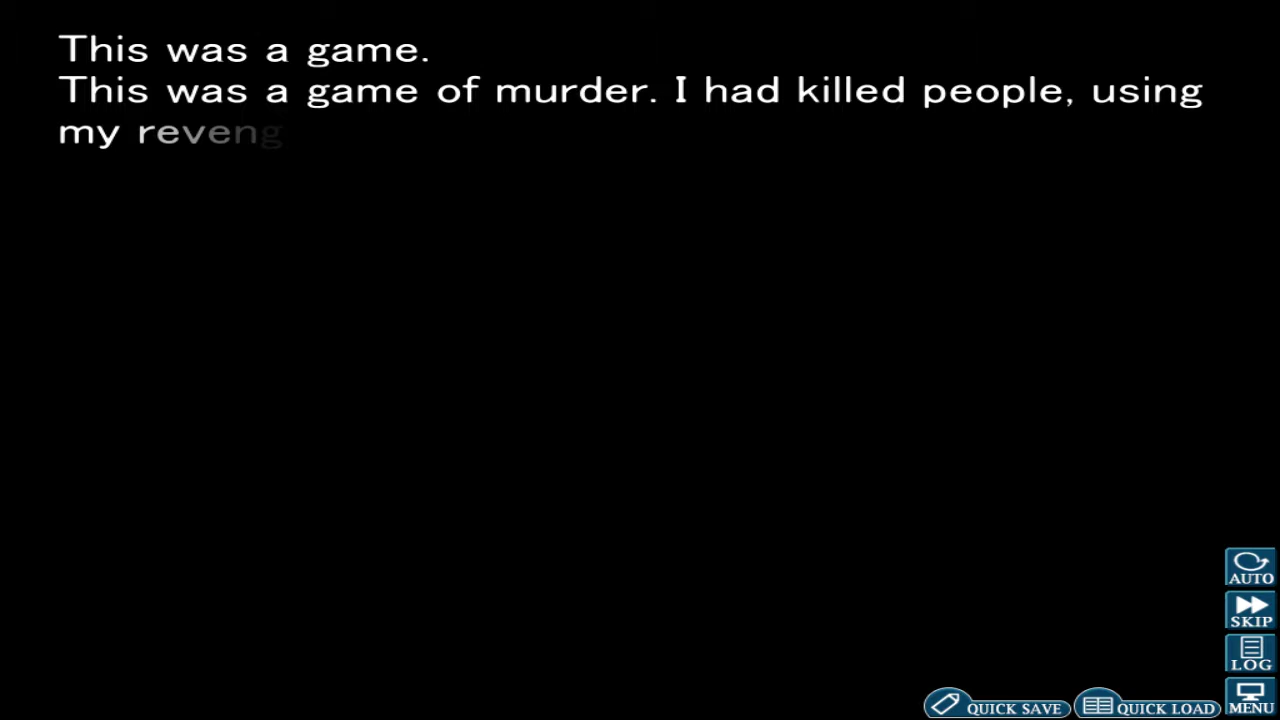 This was a game.
This was a game of murder. I had killed people, using
my reveng
AUTO
SKIP
LOG
QUICK SAVE
QUICK LOAD
MENU